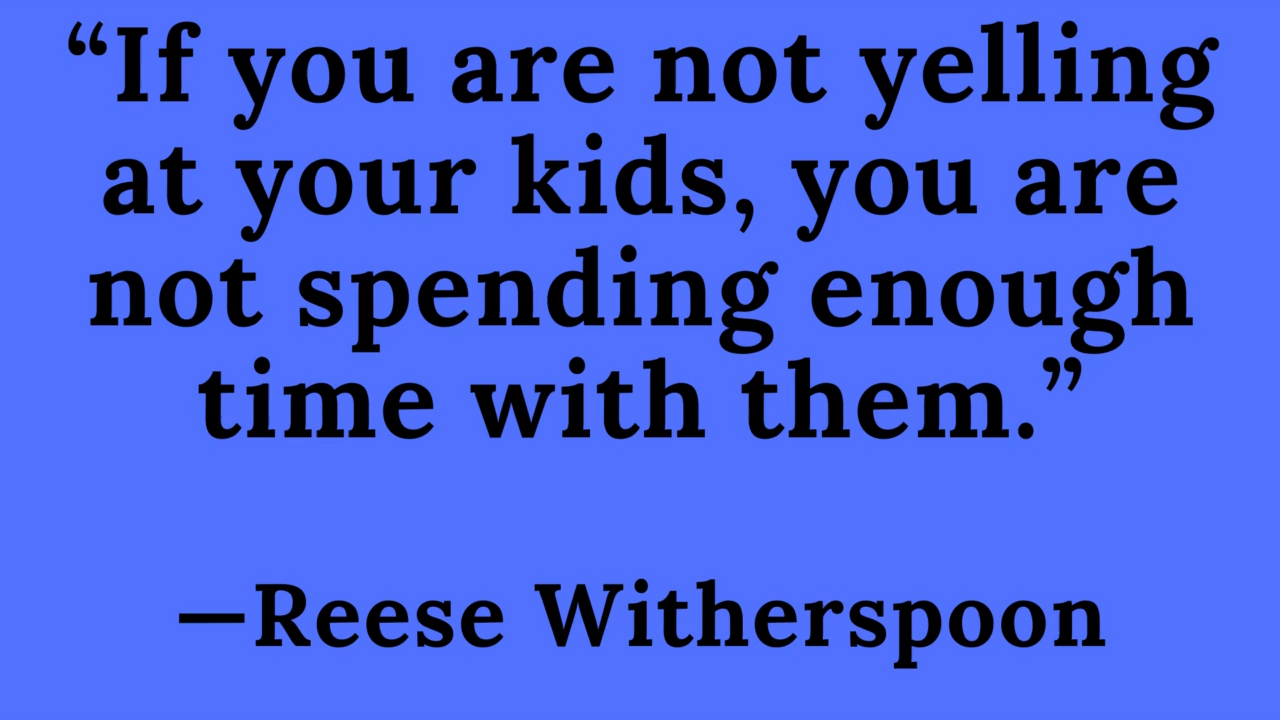 “If you are not yelling
at your kids, you are
not spending enough
time with them.”
—Reese Witherspoon